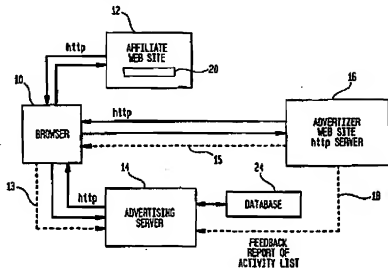 12
AFFILIATE
WEB SITE
20
http
10
BROWSER
http
16
ADVERTIZER
WEB SITE
http SERVER
15
13
http
14
ADVERTISING
SERVER
24
DATABASE
18
FEEDBACK
REPORT OF
ACTIVITY LIST